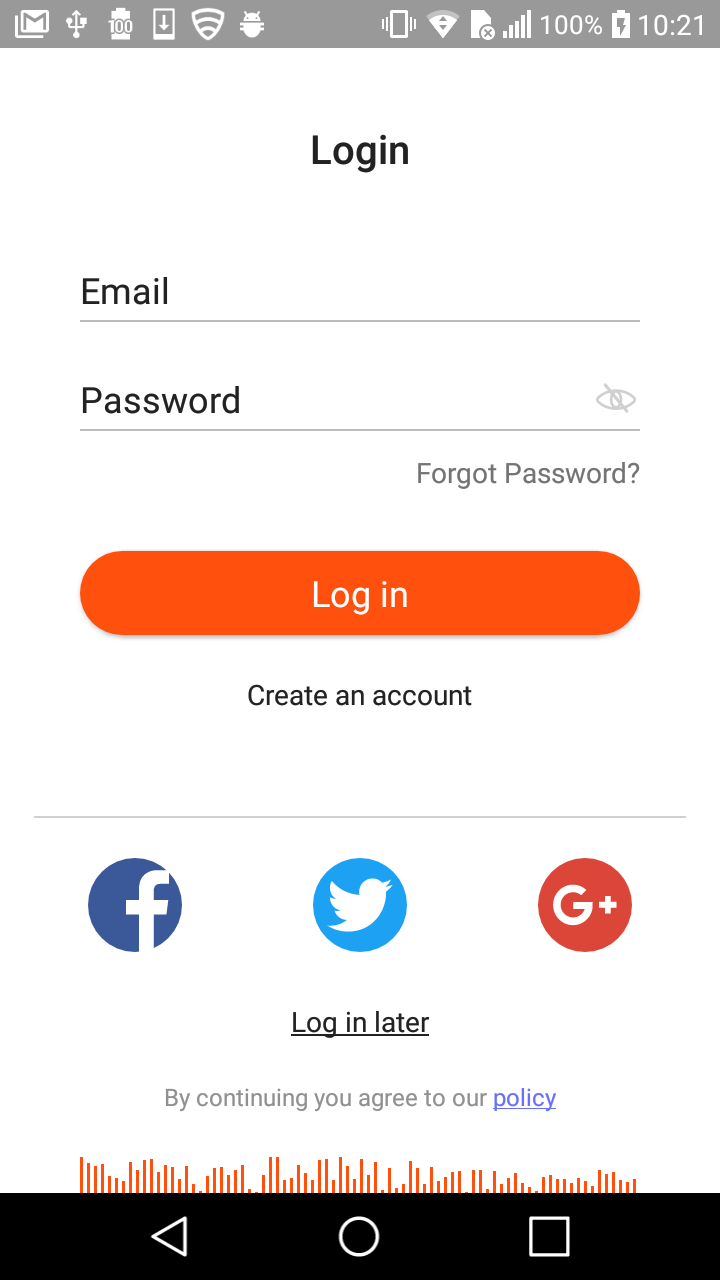 100 100% 10:21
Login
Email
Password
Forgot Password?
Log in
Create an account
f G+
Log in later
By continuing you agree to our policy